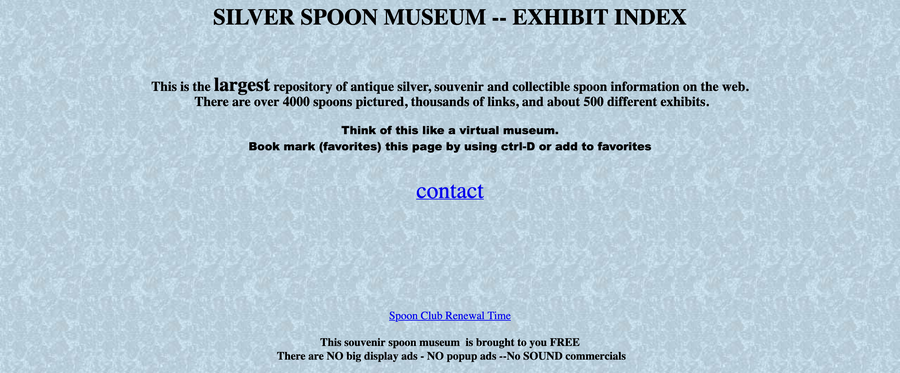 SILVER SPOON MUSEUM -- EXHIBIT INDEX
This is the largest repository of antique silver, souvenir and collectible spoon information on the web.
There are over 4000 spoons pictured, thousands of links, and about 500 different exhibits.
Think of this like a virtual museum.
Book mark (favorites) this page by using ctrl-D or add to favorites
contact
Spoon Club Renewal Time
This souvenir spoon museum  is brought to you FREE
There are NO big display ads - NO popup ads --No SOUND commercials